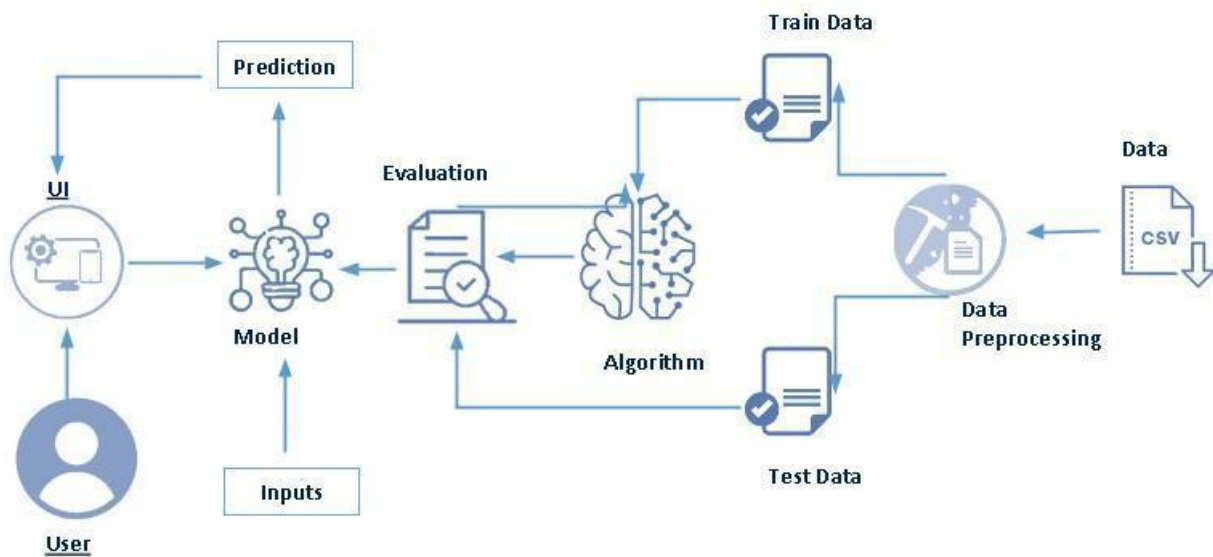 Train Data
Prediction
Data
Evaluation
UI
CSV
Model
Data
Preprocessing
Algorithm
Test Data
Inputs
User